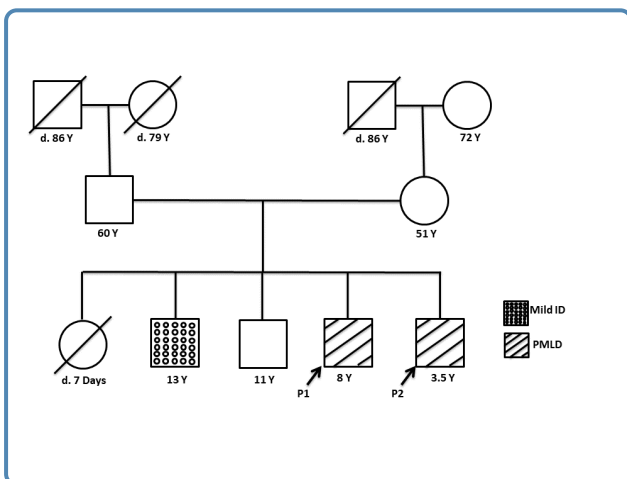 d. 86 Y
d. 79 Y
d. 86 Y
72 Y
60 Y
51 Y
d. 7 Days
13 Y
11 Y
8 Y
3.5 Y
P1
P2
Mild ID
PMLD